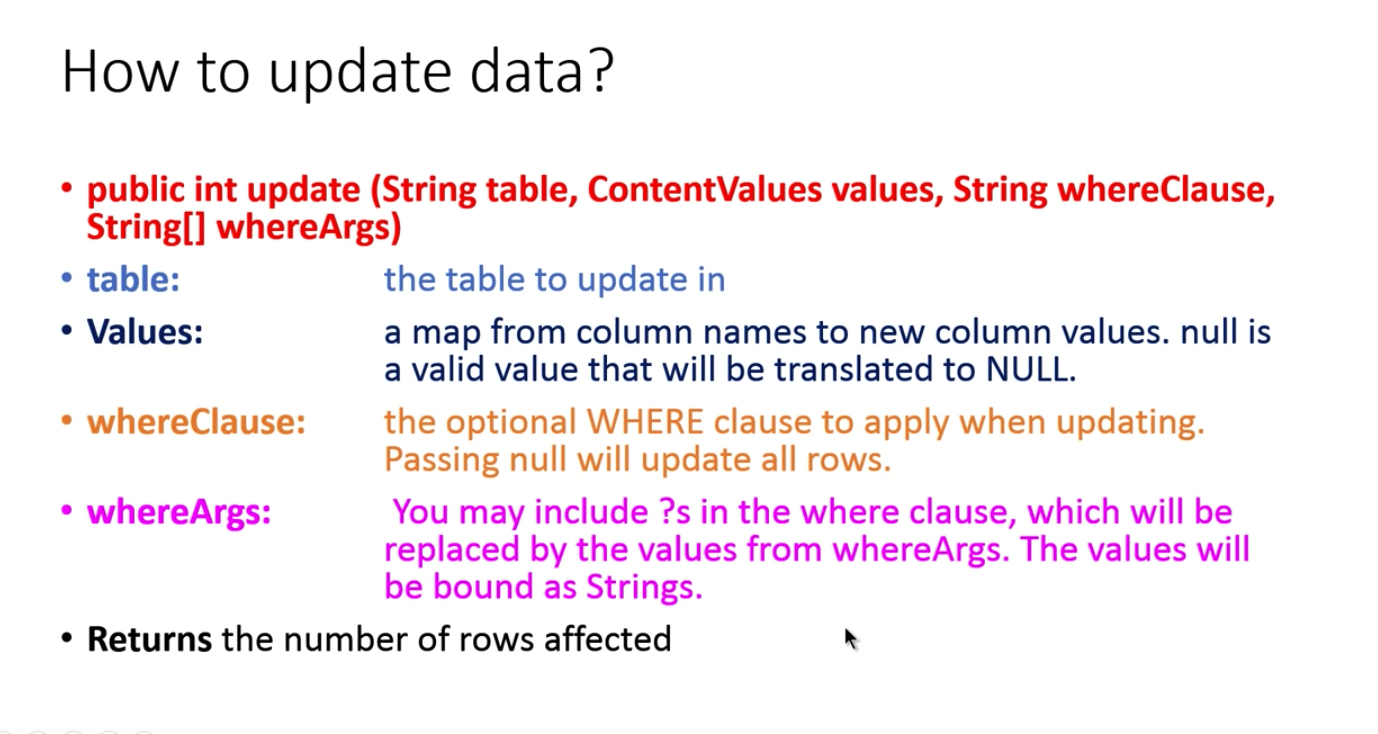 How to update data?
• public int update (String table, ContentValues values, String whereClause,
String[] whereArgs)
• table: the table to update in
• Values: a map from column names to new column values. null is
a valid value that will be translated to NULL.
• whereClause: the optional WHERE clause to apply when updating.
Passing null will update all rows.
• whereArgs: You may include ?s in the where clause, which will be
replaced by the values from whereArgs. The values will
be bound as Strings.
• Returns the number of rows affected